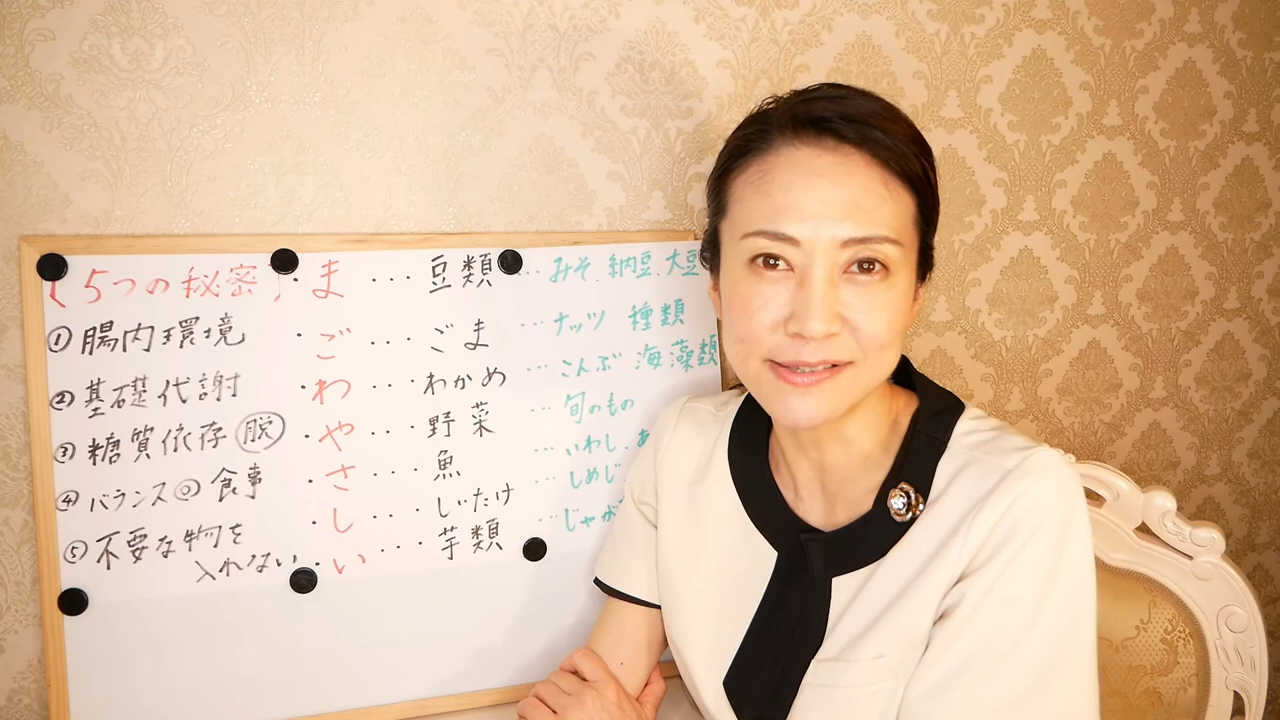 【5つの秘密】
①腸内環境
②基礎代謝
③糖質依存 脱
④バランス◎食事
⑤不要な物を
入れない
・ま…豆類…みそ、納豆、大豆
・ご…ごま…ナッツ 種類
・わ…わかめ…こんぶ 海藻類
・や…野菜…旬のもの
・さ…魚…いわし、あ
・し…しいたけ…しめじ
・い…芋類…じゃが